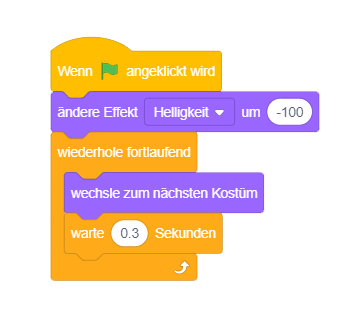 Wenn angeklickt wird
ändere Effekt Helligkeit um -100
wiederhole fortlaufend
wechsle zum nächsten Kostüm
warte 0.3 Sekunden